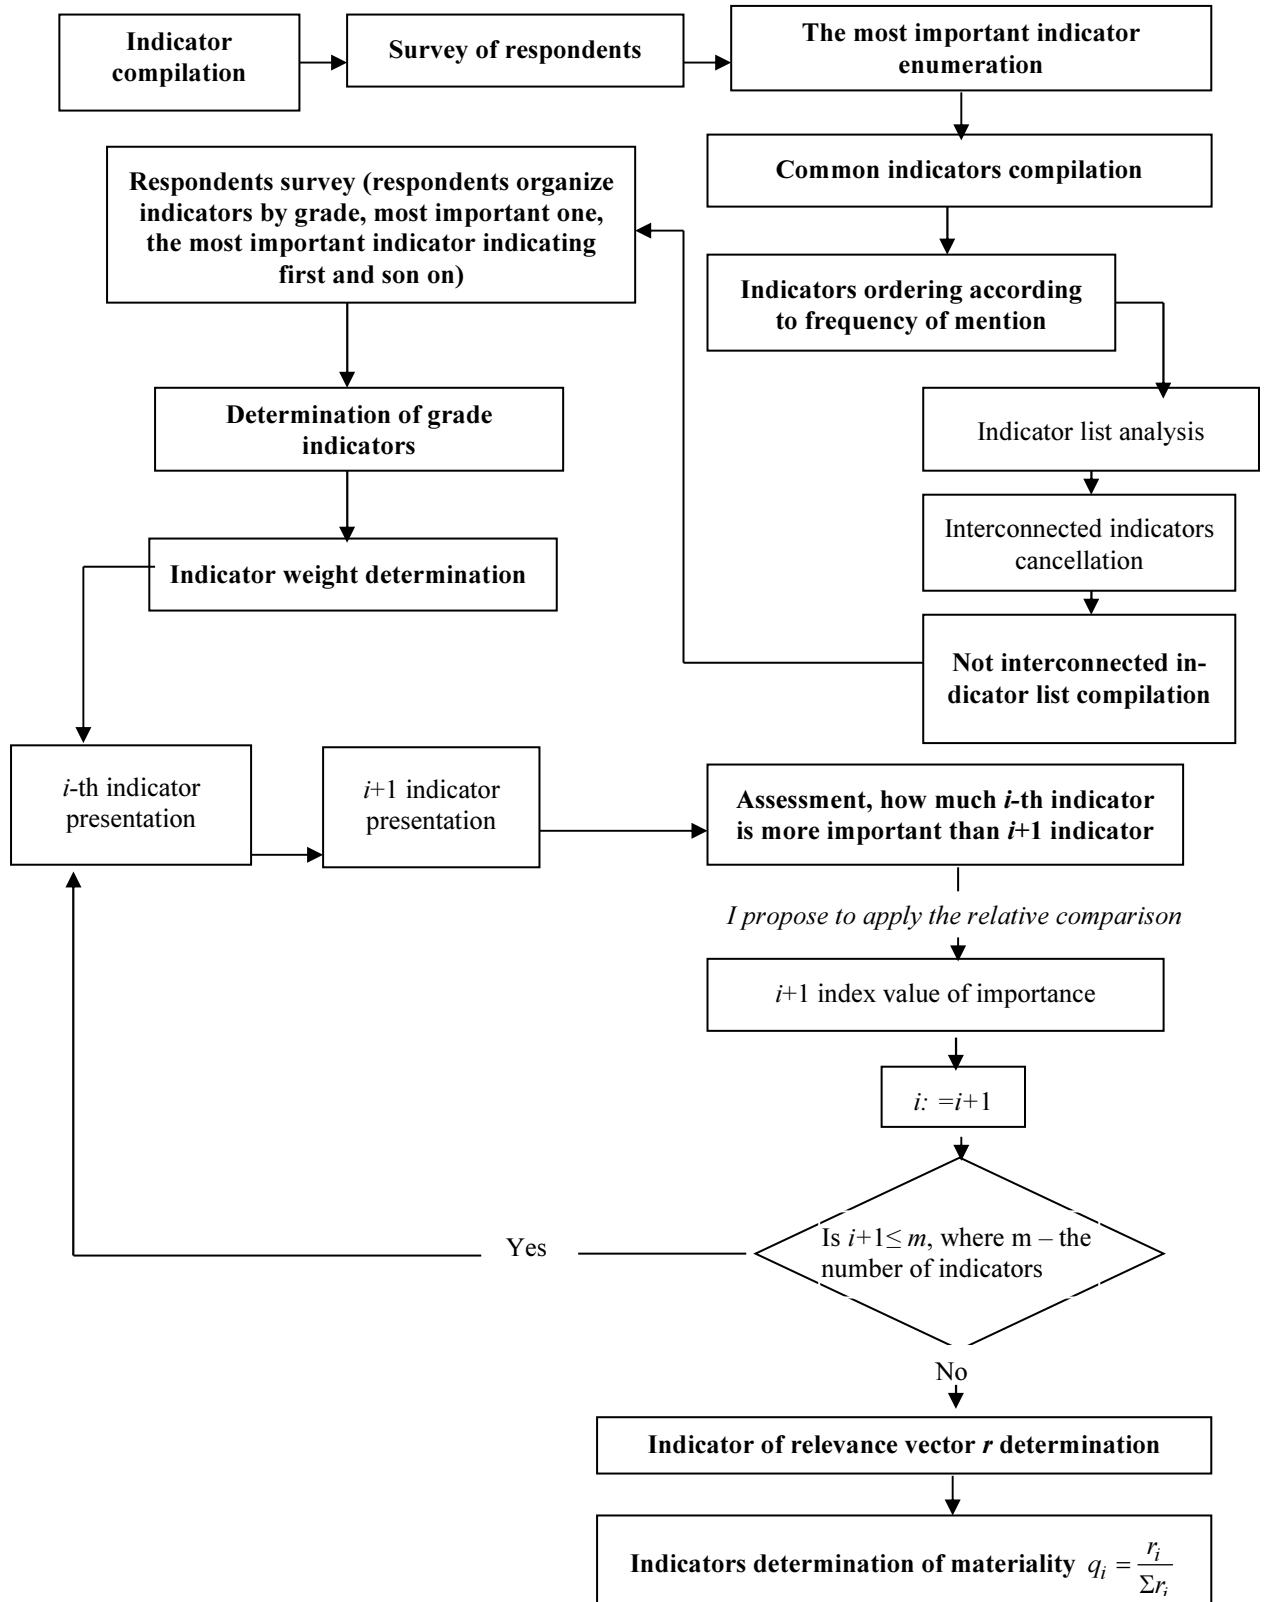 Indicator
compilation
Survey of respondents
The most important indicator
enumeration
Common indicators compilation
Respondents survey (respondents organize
indicators by grade, most important one,
the most important indicator indicating
first and son on)
Indicators ordering according
to frequency of mention
Determination of grade
indicators
Indicator list analysis
Interconnected indicators
cancellation
Indicator weight determination
Not interconnected in-
dicator list compilation
i-th indicator
presentation
i+1 indicator
presentation
Assessment, how much i-th indicator
is more important than i+1 indicator
I propose to apply the relative comparison
i+1 index value of importance
i: =i+1
Is i+1≤ m, where m – the
number of indicators
Yes
No
Indicator of relevance vector r determination
Indicators determination of materiality q_i = r_i / Σr_i